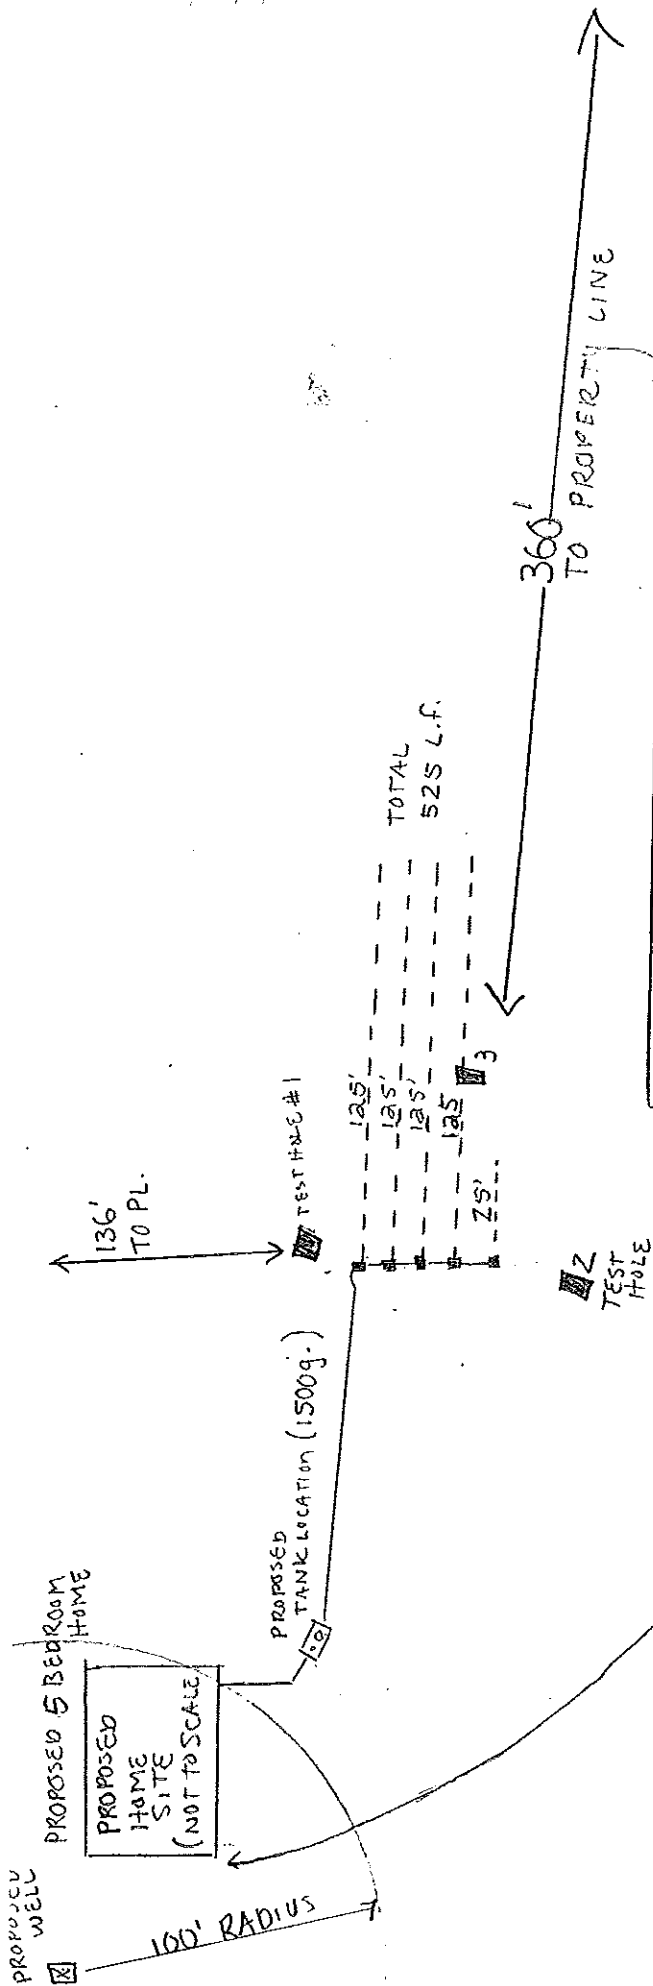 PROPOSED
WELL
PROPOSED 5 BEDROOM
HOME
PROPOSED
HOME
SITE
(NOT TO SCALE)
100' RADIUS
PROPOSED
TANK LOCATION (1500g.)
136'
TO PL.
TEST HOLE #1
125'
125'
125'
125
25'
TOTAL
525 L.F.
3
2
TEST
HOLE
360'
TO PROPERTY LINE